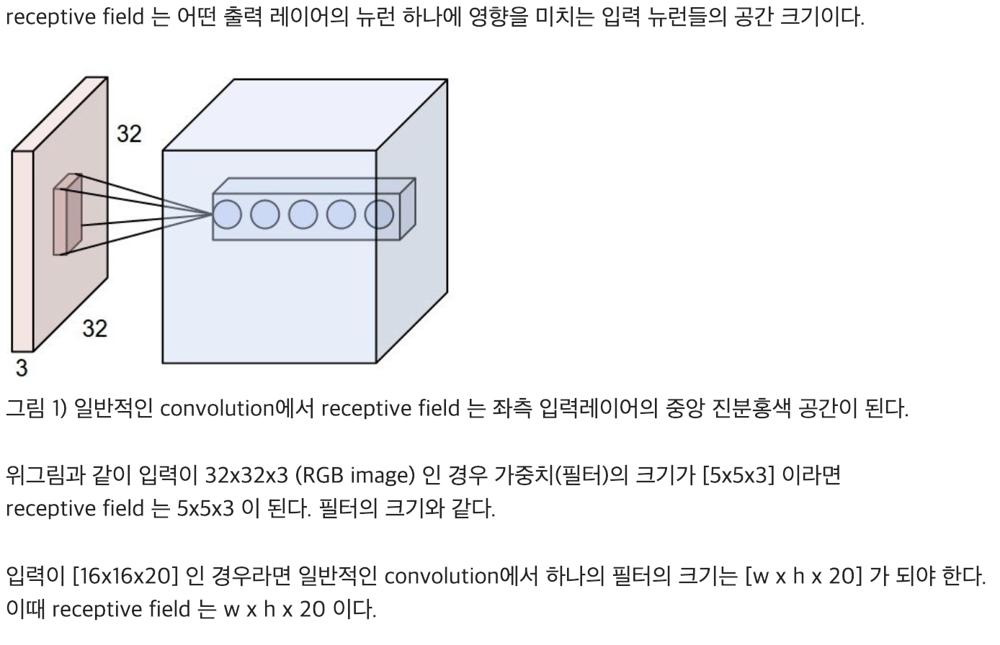 receptive field 는 어떤 출력 레이어의 뉴런 하나에 영향을 미치는 입력 뉴런들의 공간 크기이다.
32
32
3
그림 1) 일반적인 convolution에서 receptive field 는 좌측 입력레이어의 중앙 진분홍색 공간이 된다.
위그림과 같이 입력이 32x32x3 (RGB image) 인 경우 가중치(필터)의 크기가 [5x5x3] 이라면
receptive field 는 5x5x3 이 된다. 필터의 크기와 같다.
입력이 [16x16x20] 인 경우라면 일반적인 convolution에서 하나의 필터의 크기는 [w x h x 20] 가 되야 한다.
이때 receptive field 는 w x h x 20 이다.